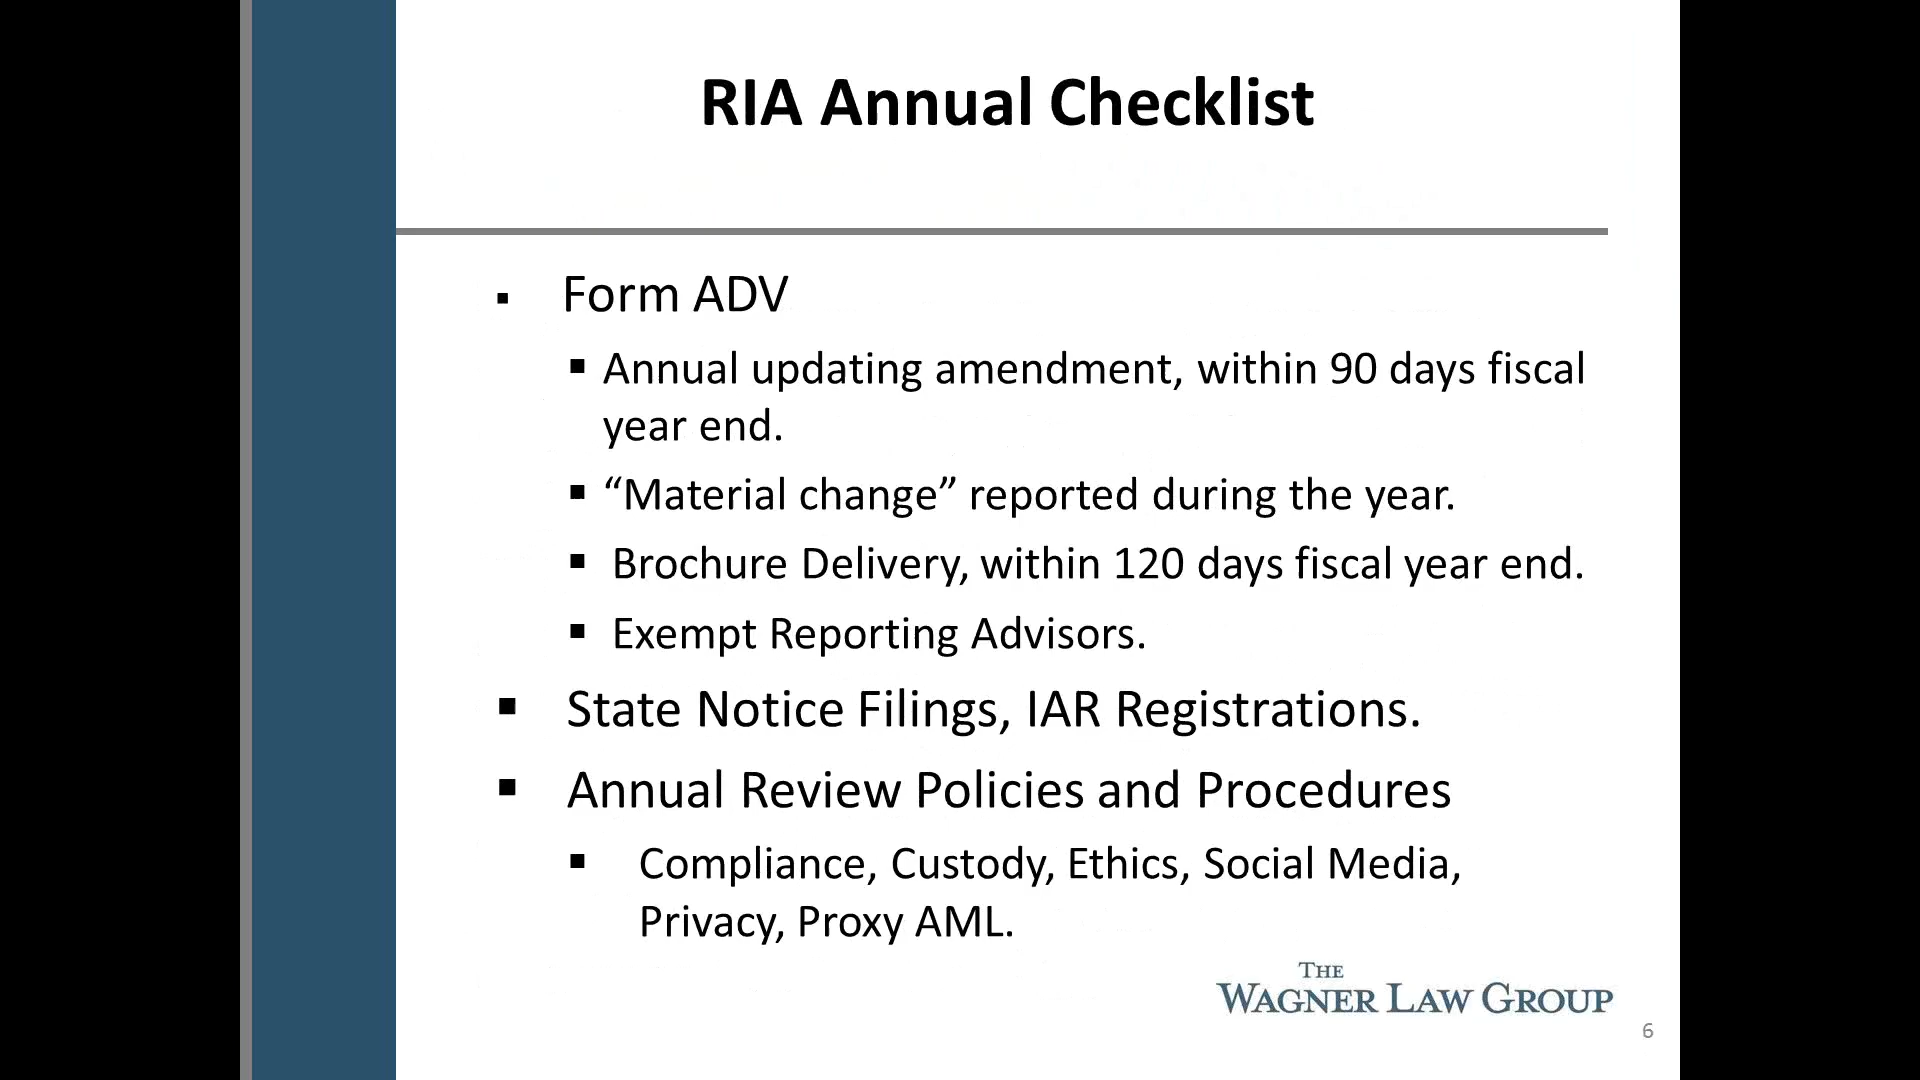 RIA Annual Checklist
▪ Form ADV
▪ Annual updating amendment, within 90 days fiscal
year end.
▪ “Material change” reported during the year.
▪ Brochure Delivery, within 120 days fiscal year end.
▪ Exempt Reporting Advisors.
▪ State Notice Filings, IAR Registrations.
▪ Annual Review Policies and Procedures
▪ Compliance, Custody, Ethics, Social Media,
Privacy, Proxy AML.
THE
WAGNER LAW GROUP
6